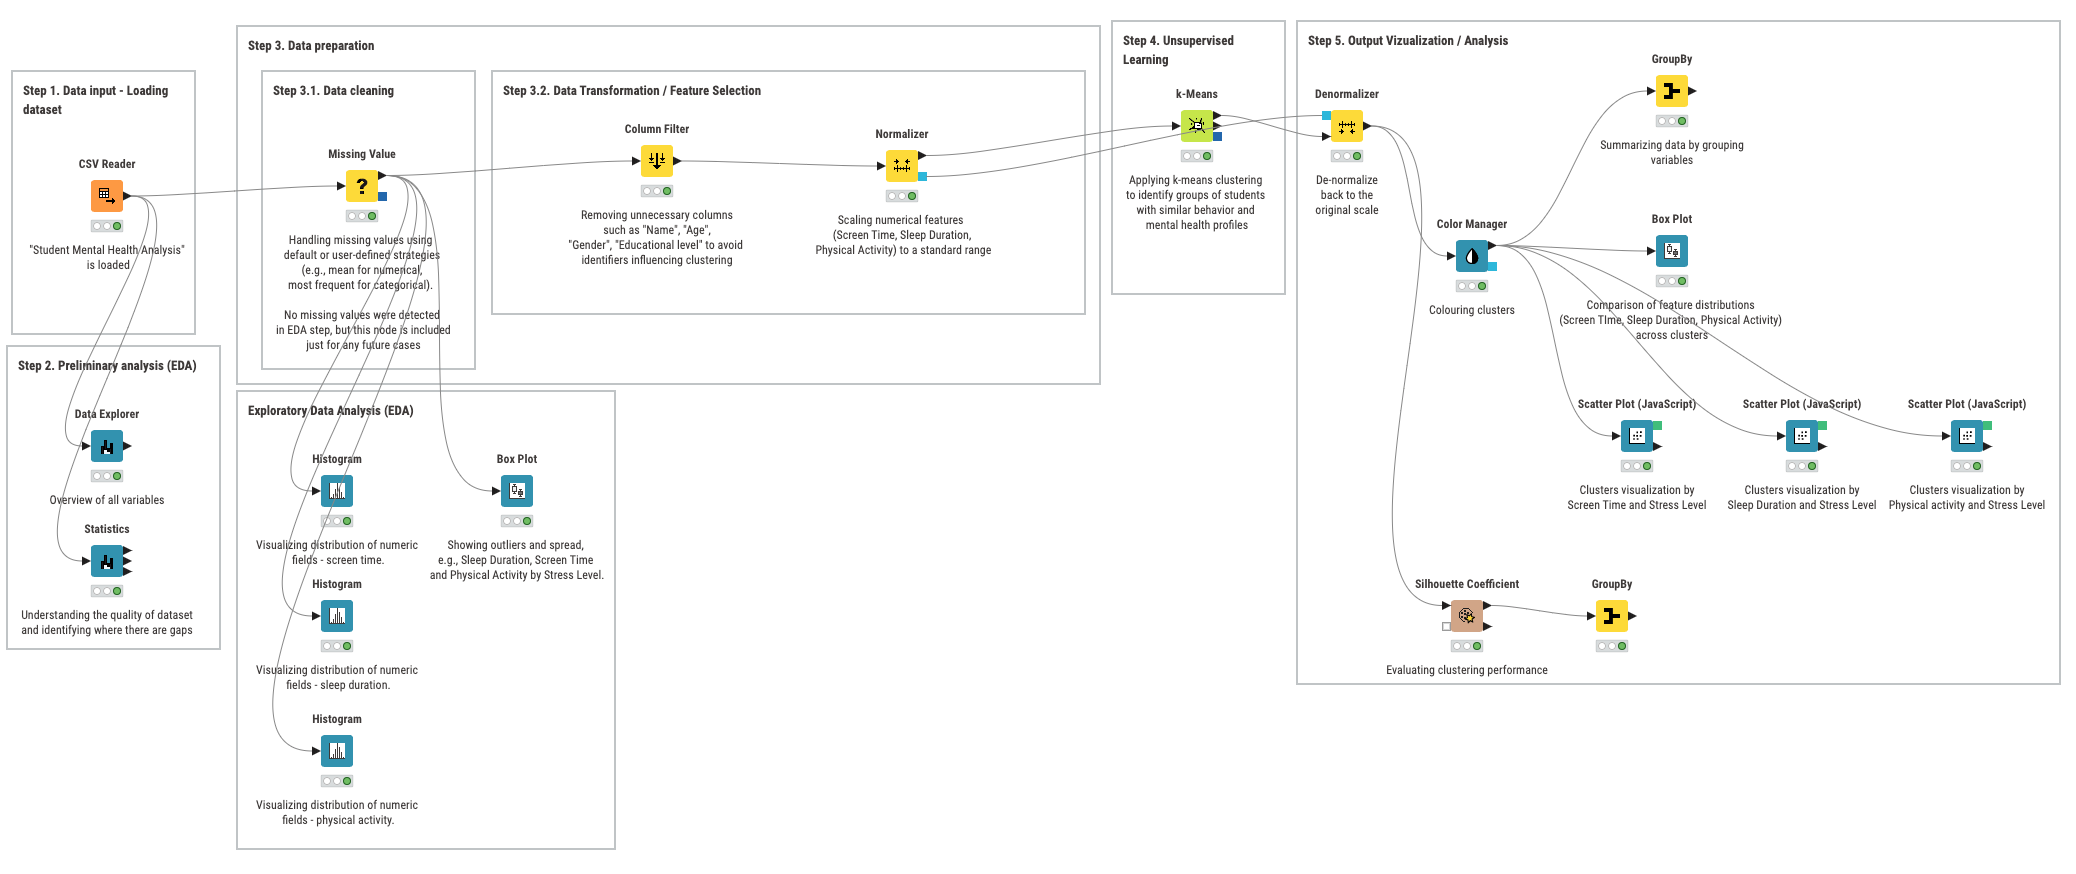 Step 1. Data input - Loading
dataset
CSV Reader
"Student Mental Health Analysis"
is loaded
Step 2. Preliminary analysis (EDA)
Data Explorer
Overview of all variables
Statistics
Understanding the quality of dataset
and identifying where there are gaps
Step 3. Data preparation
Step 3.1. Data cleaning
Missing Value
?
Handling missing values using
default or user-defined strategies
(e.g., mean for numerical,
most frequent for categorical).
No missing values were detected
in EDA step, but this node is included
just for any future cases
Step 3.2. Data Transformation / Feature Selection
Column Filter
Removing unnecessary columns
such as "Name", "Age",
"Gender", "Educational level" to avoid
identifiers influencing clustering
Normalizer
Scaling numerical features
(Screen Time, Sleep Duration,
Physical Activity) to a standard range
Exploratory Data Analysis (EDA)
Histogram
Visualizing distribution of numeric
fields - screen time.
Box Plot
Showing outliers and spread,
e.g., Sleep Duration, Screen Time
and Physical Activity by Stress Level.
Histogram
Visualizing distribution of numeric
fields - sleep duration.
Histogram
Visualizing distribution of numeric
fields - physical activity.
Step 4. Unsupervised
Learning
k-Means
Applying k-means clustering
to identify groups of students
with similar behavior and
mental health profiles
Step 5. Output Vizualization / Analysis
Denormalizer
De-normalize
back to the
original scale
Color Manager
Colouring clusters
GroupBy
Summarizing data by grouping
variables
Box Plot
Comparison of feature distributions
(Screen TIme, Sleep Duration, Physical Activity)
across clusters
Scatter Plot (JavaScript)
Clusters visualization by
Screen Time and Stress Level
Scatter Plot (JavaScript)
Clusters visualization by
Sleep Duration and Stress Level
Scatter Plot (JavaScript)
Clusters visualization by
Physical activity and Stress Level
Silhouette Coefficient
Evaluating clustering performance
GroupBy